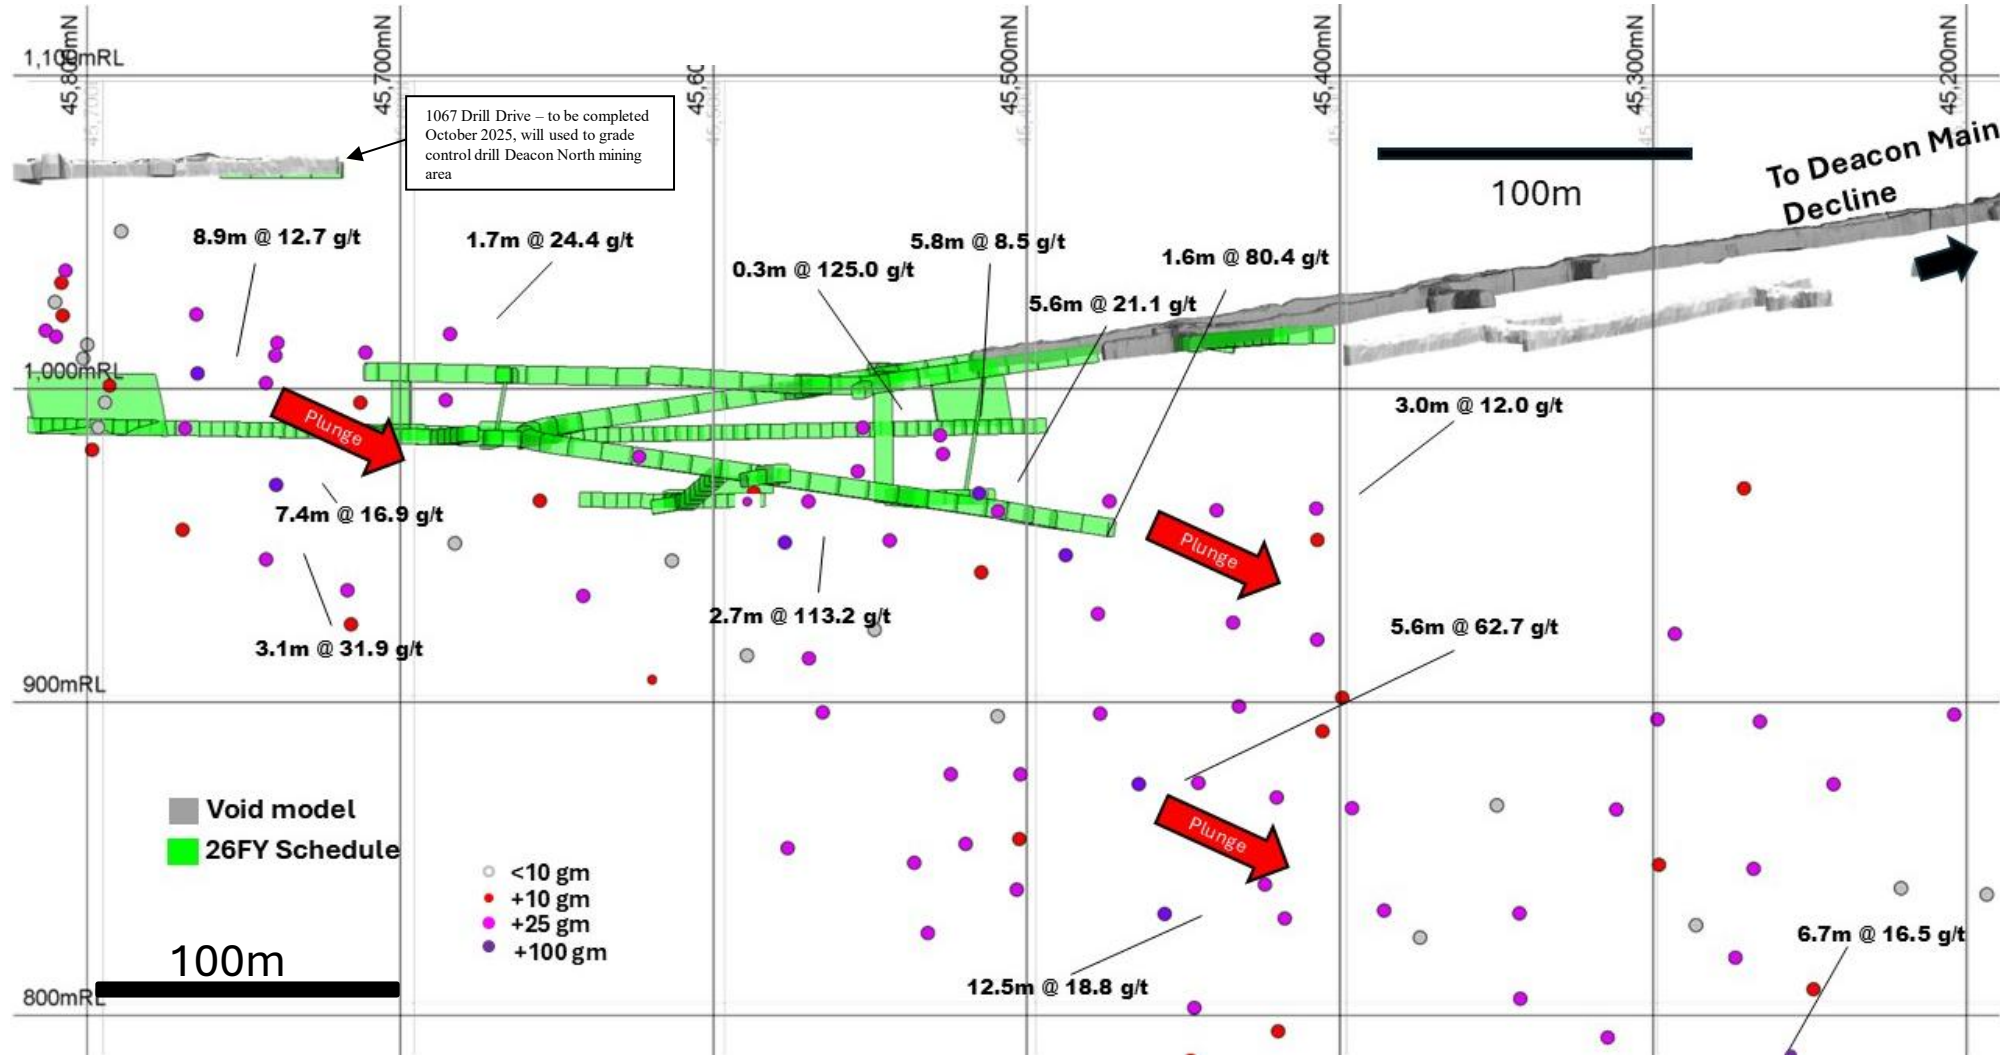 45,800mN
45,700mN
45,60
45,500mN
45,400mN
45,300mN
45,200mN
1,100mRL
1067 Drill Drive – to be completed
October 2025, will used to grade
control drill Deacon North mining
area
100m
To Deacon Main
Decline
8.9m @ 12.7 g/t
1.7m @ 24.4 g/t
0.3m @ 125.0 g/t
5.8m @ 8.5 g/t
1.6m @ 80.4 g/t
5.6m @ 21.1 g/t
1,000mRL
3.0m @ 12.0 g/t
Plunge
7.4m @ 16.9 g/t
Plunge
2.7m @ 113.2 g/t
3.1m @ 31.9 g/t
5.6m @ 62.7 g/t
900mRL
Void model
26FY Schedule
Plunge
<10 gm
+10 gm
+25 gm
+100 gm
6.7m @ 16.5 g/t
100m
12.5m @ 18.8 g/t
800mRL